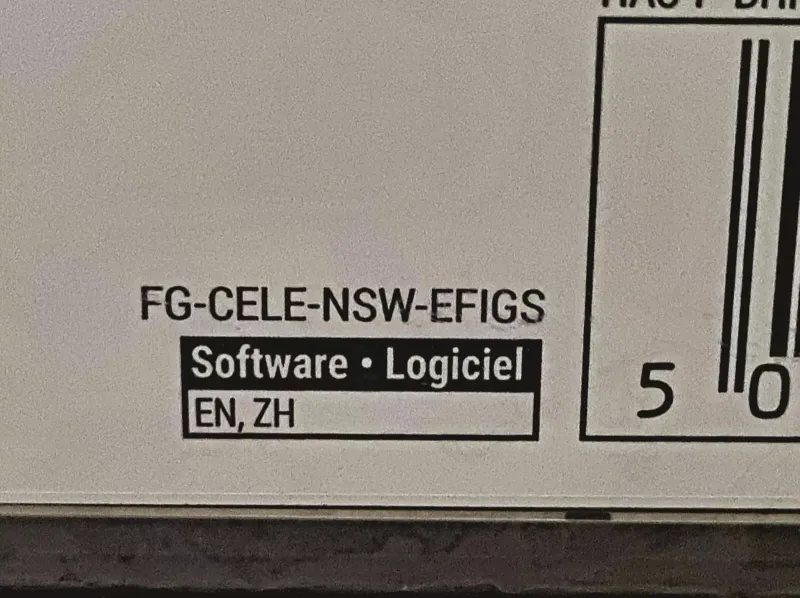 FG-CELE-NSW-EFIGS
Software • Logiciel
EN, ZH
5 0